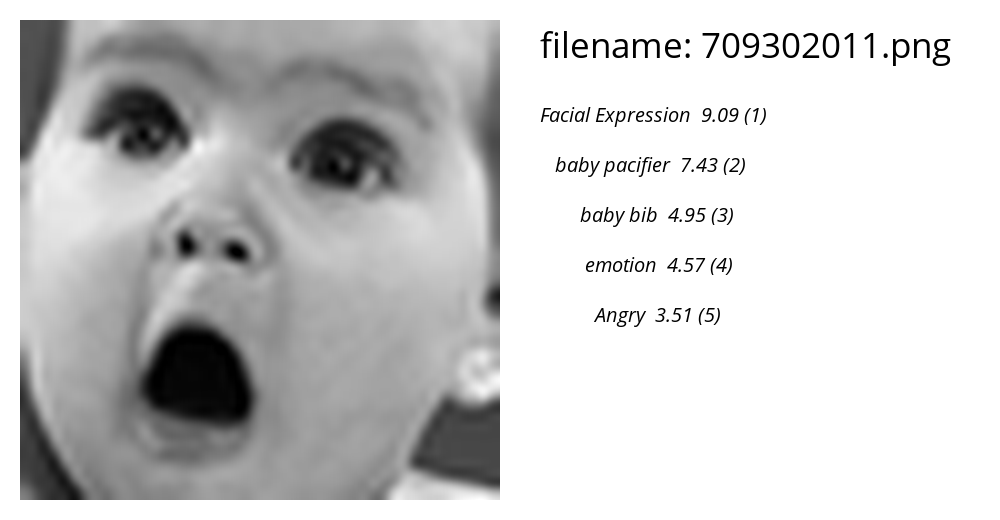 filename: 709302011.png
Facial Expression 9.09 (1)
baby pacifier 7.43 (2)
baby bib 4.95 (3)
emotion 4.57 (4)
Angry 3.51 (5)